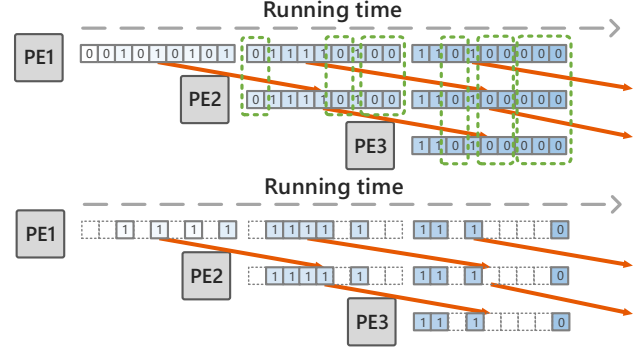 Running time
PE1 0 0 1 0 1 0 1 0 1 0 1 1 1 1 0 1 0 0 1 1 0 1 0 0 0 0 0
PE2 0 1 1 1 1 0 1 0 0 1 1 0 1 0 0 0 0 0
PE3 1 1 0 1 0 0 0 0 0
Running time
PE1 1 1 1 1 1 1 1 1 1 1 1 1 0
PE2 1 1 1 1 1 1 1 1 0
PE3 1 1 1 0